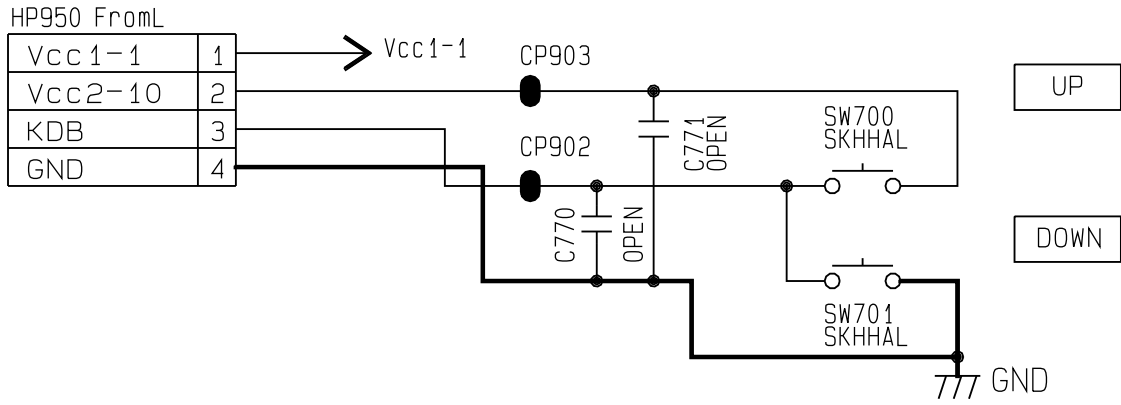 HP950 FromL
Vcc1-1 1
Vcc2-10 2
KDB 3
GND 4
Vcc1-1
CP903
CP902
C771
OPEN
C770
OPEN
SW700
SKHHAL
SW701
SKHHAL
UP
DOWN
GND